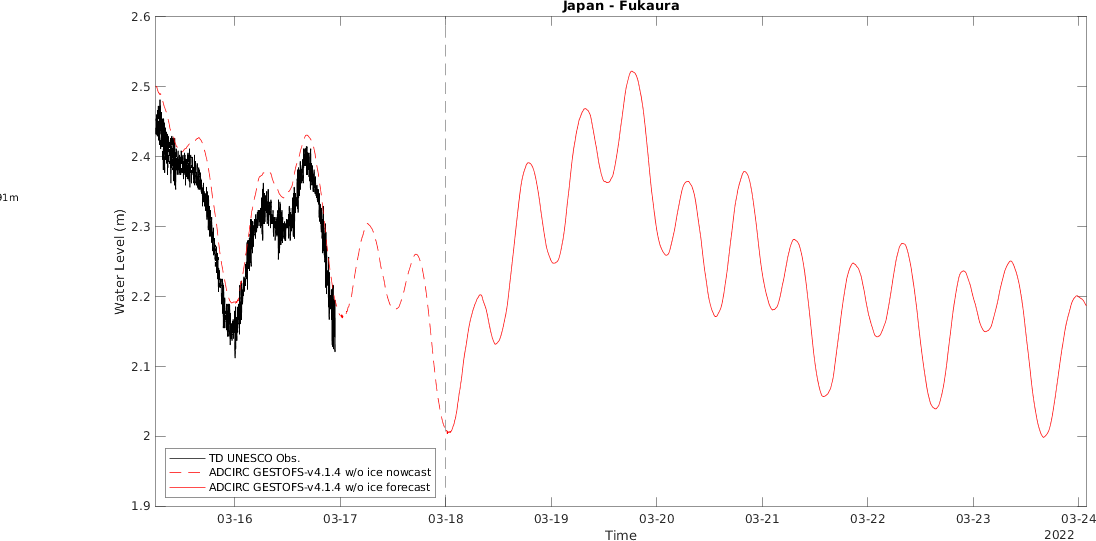 Japan - Fukaura
2.6
2.5
2.4
2.3
2.2
2.1
2
1.9
Water Level (m)
91m
TD UNESCO Obs.
ADCIRC GESTOFS-v4.1.4 w/o ice nowcast
ADCIRC GESTOFS-v4.1.4 w/o ice forecast
03-16 03-17 03-18 03-19 03-20 03-21 03-22 03-23 03-24
Time
2022